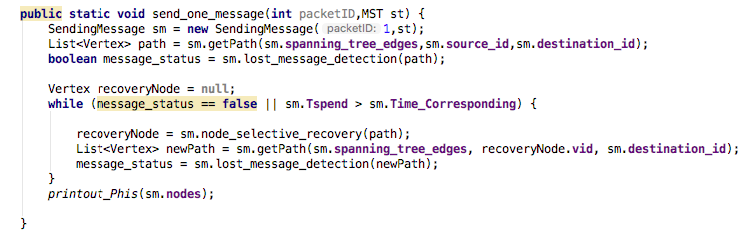 public static void send_one_message(int packetID,MST st) {
SendingMessage sm = new SendingMessage( packetID: 1,st);
List<Vertex> path = sm.getPath(sm.spanning_tree_edges,sm.source_id,sm.destination_id);
boolean message_status = sm.lost_message_detection(path);
Vertex recoveryNode = null;
while (message_status == false || sm.Tspend > sm.Time_Corresponding) {
recoveryNode = sm.node_selective_recovery(path);
List<Vertex> newPath = sm.getPath(sm.spanning_tree_edges, recoveryNode.vid, sm.destination_id);
message_status = sm.lost_message_detection(newPath);
}
printout_Phis(sm.nodes);
}